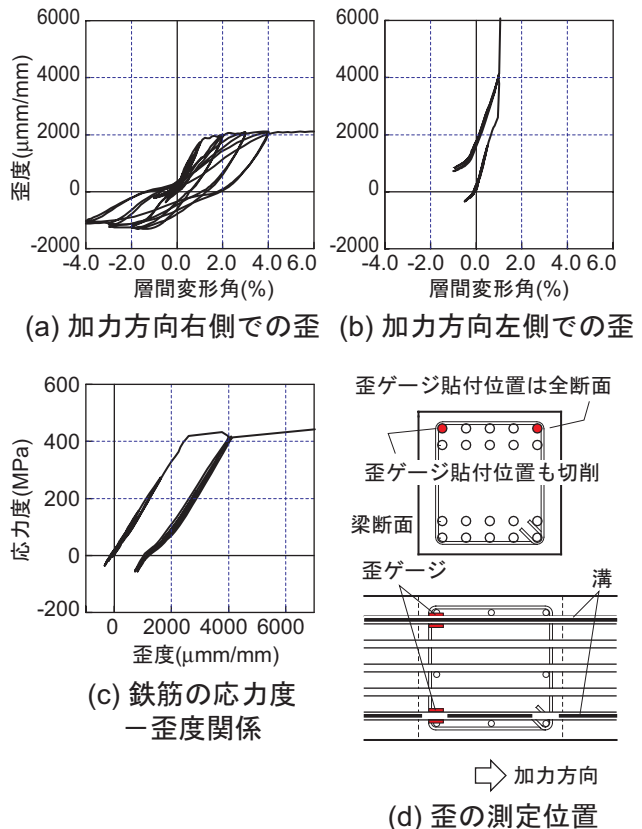 6000
4000
2000
0
-2000
歪度(μmm/mm)
-4.0 -2.0 0.0 2.0 4.0 6.0
層間変形角(%)
(a) 加力方向右側での歪
6000
4000
2000
0
-2000
-4.0 -2.0 0.0 2.0 4.0 6.0
層間変形角(%)
(b) 加力方向左側での歪
600
400
200
0
-200
応力度(MPa)
0 2000 4000 6000
歪度(μmm/mm)
(c) 鉄筋の応力度
ー歪度関係
歪ゲージ貼付位置は全断面
歪ゲージ貼付位置も切削
梁断面
歪ゲージ
溝
加力方向
(d) 歪の測定位置